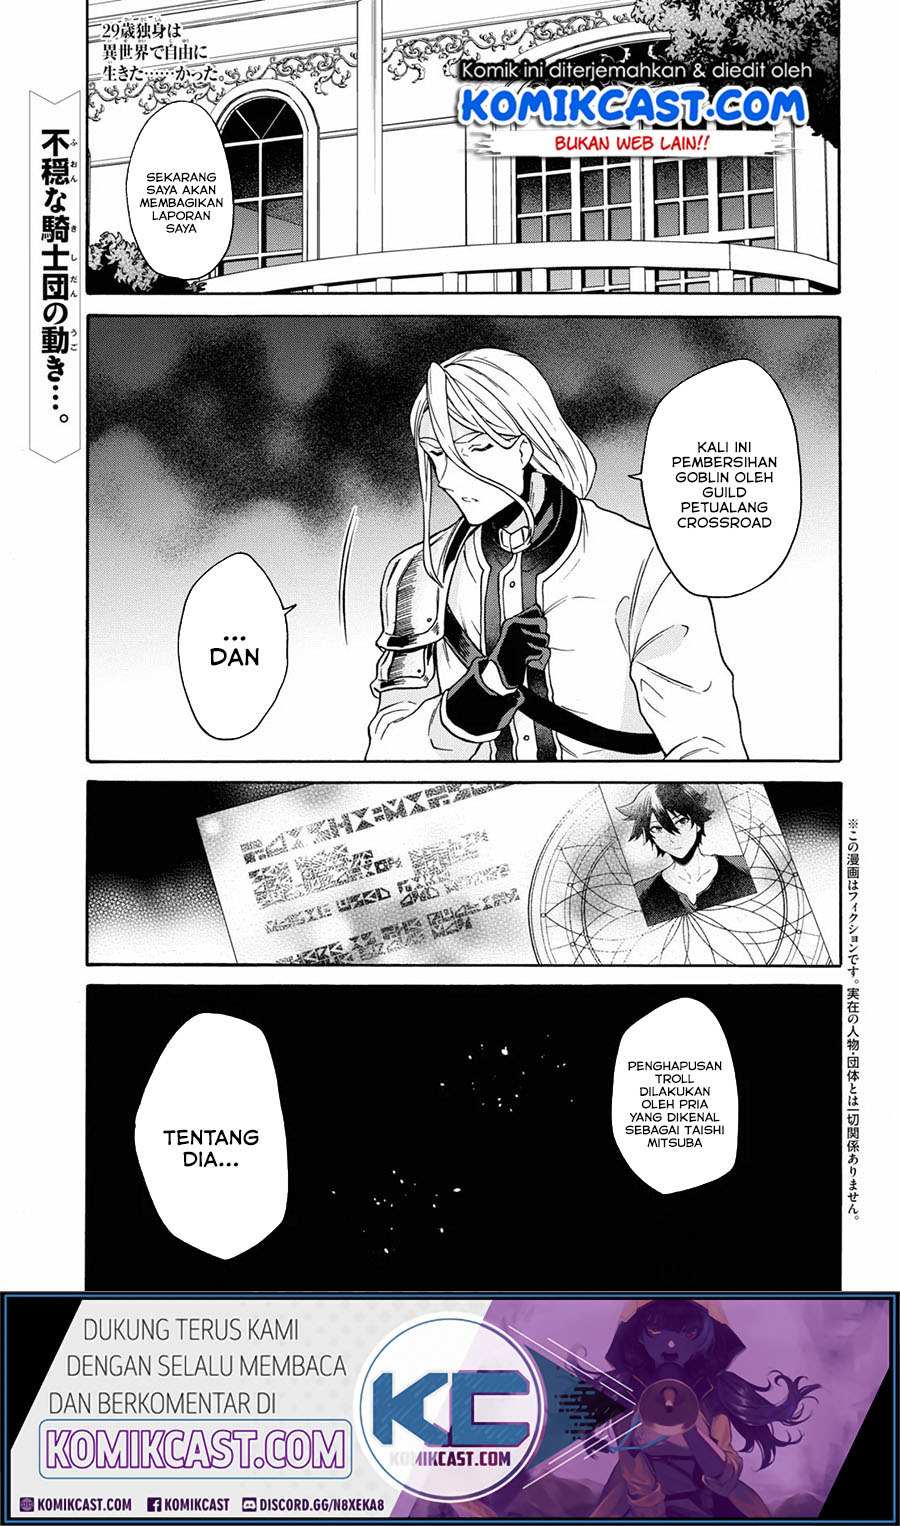 29歳独身は
異世界で自由に
生きた……かった。
Komik ini diterjemahkan & diedit oleh
KOMIKCAST.COM
BUKAN WEB LAIN!!
不穏な騎士団の動き…。
SEKARANG
SAYA AKAN
MEMBAGIKAN
LAPORAN
SAYA
KALI INI
PEMBERSIHAN
GOBLIN OLEH
GUILD
PETUALANG
CROSSROAD
...
DAN
※この漫画はフィクションです。実在の人物・団体とは一切関係ありません。
PENGHAPUSAN
TROLL
DILAKUKAN
OLEH PRIA
YANG DIKENAL
SEBAGAI TAISHI
MITSUBA
TENTANG
DIA...
DUKUNG TERUS KAMI
DENGAN SELALU MEMBACA
DAN BERKOMENTAR DI
KOMIKCAST.COM
KC
KOMIKCAST.COM
KOMIKCAST.COM
KOMIKCAST
DISCORD.GG/N8XEKA8